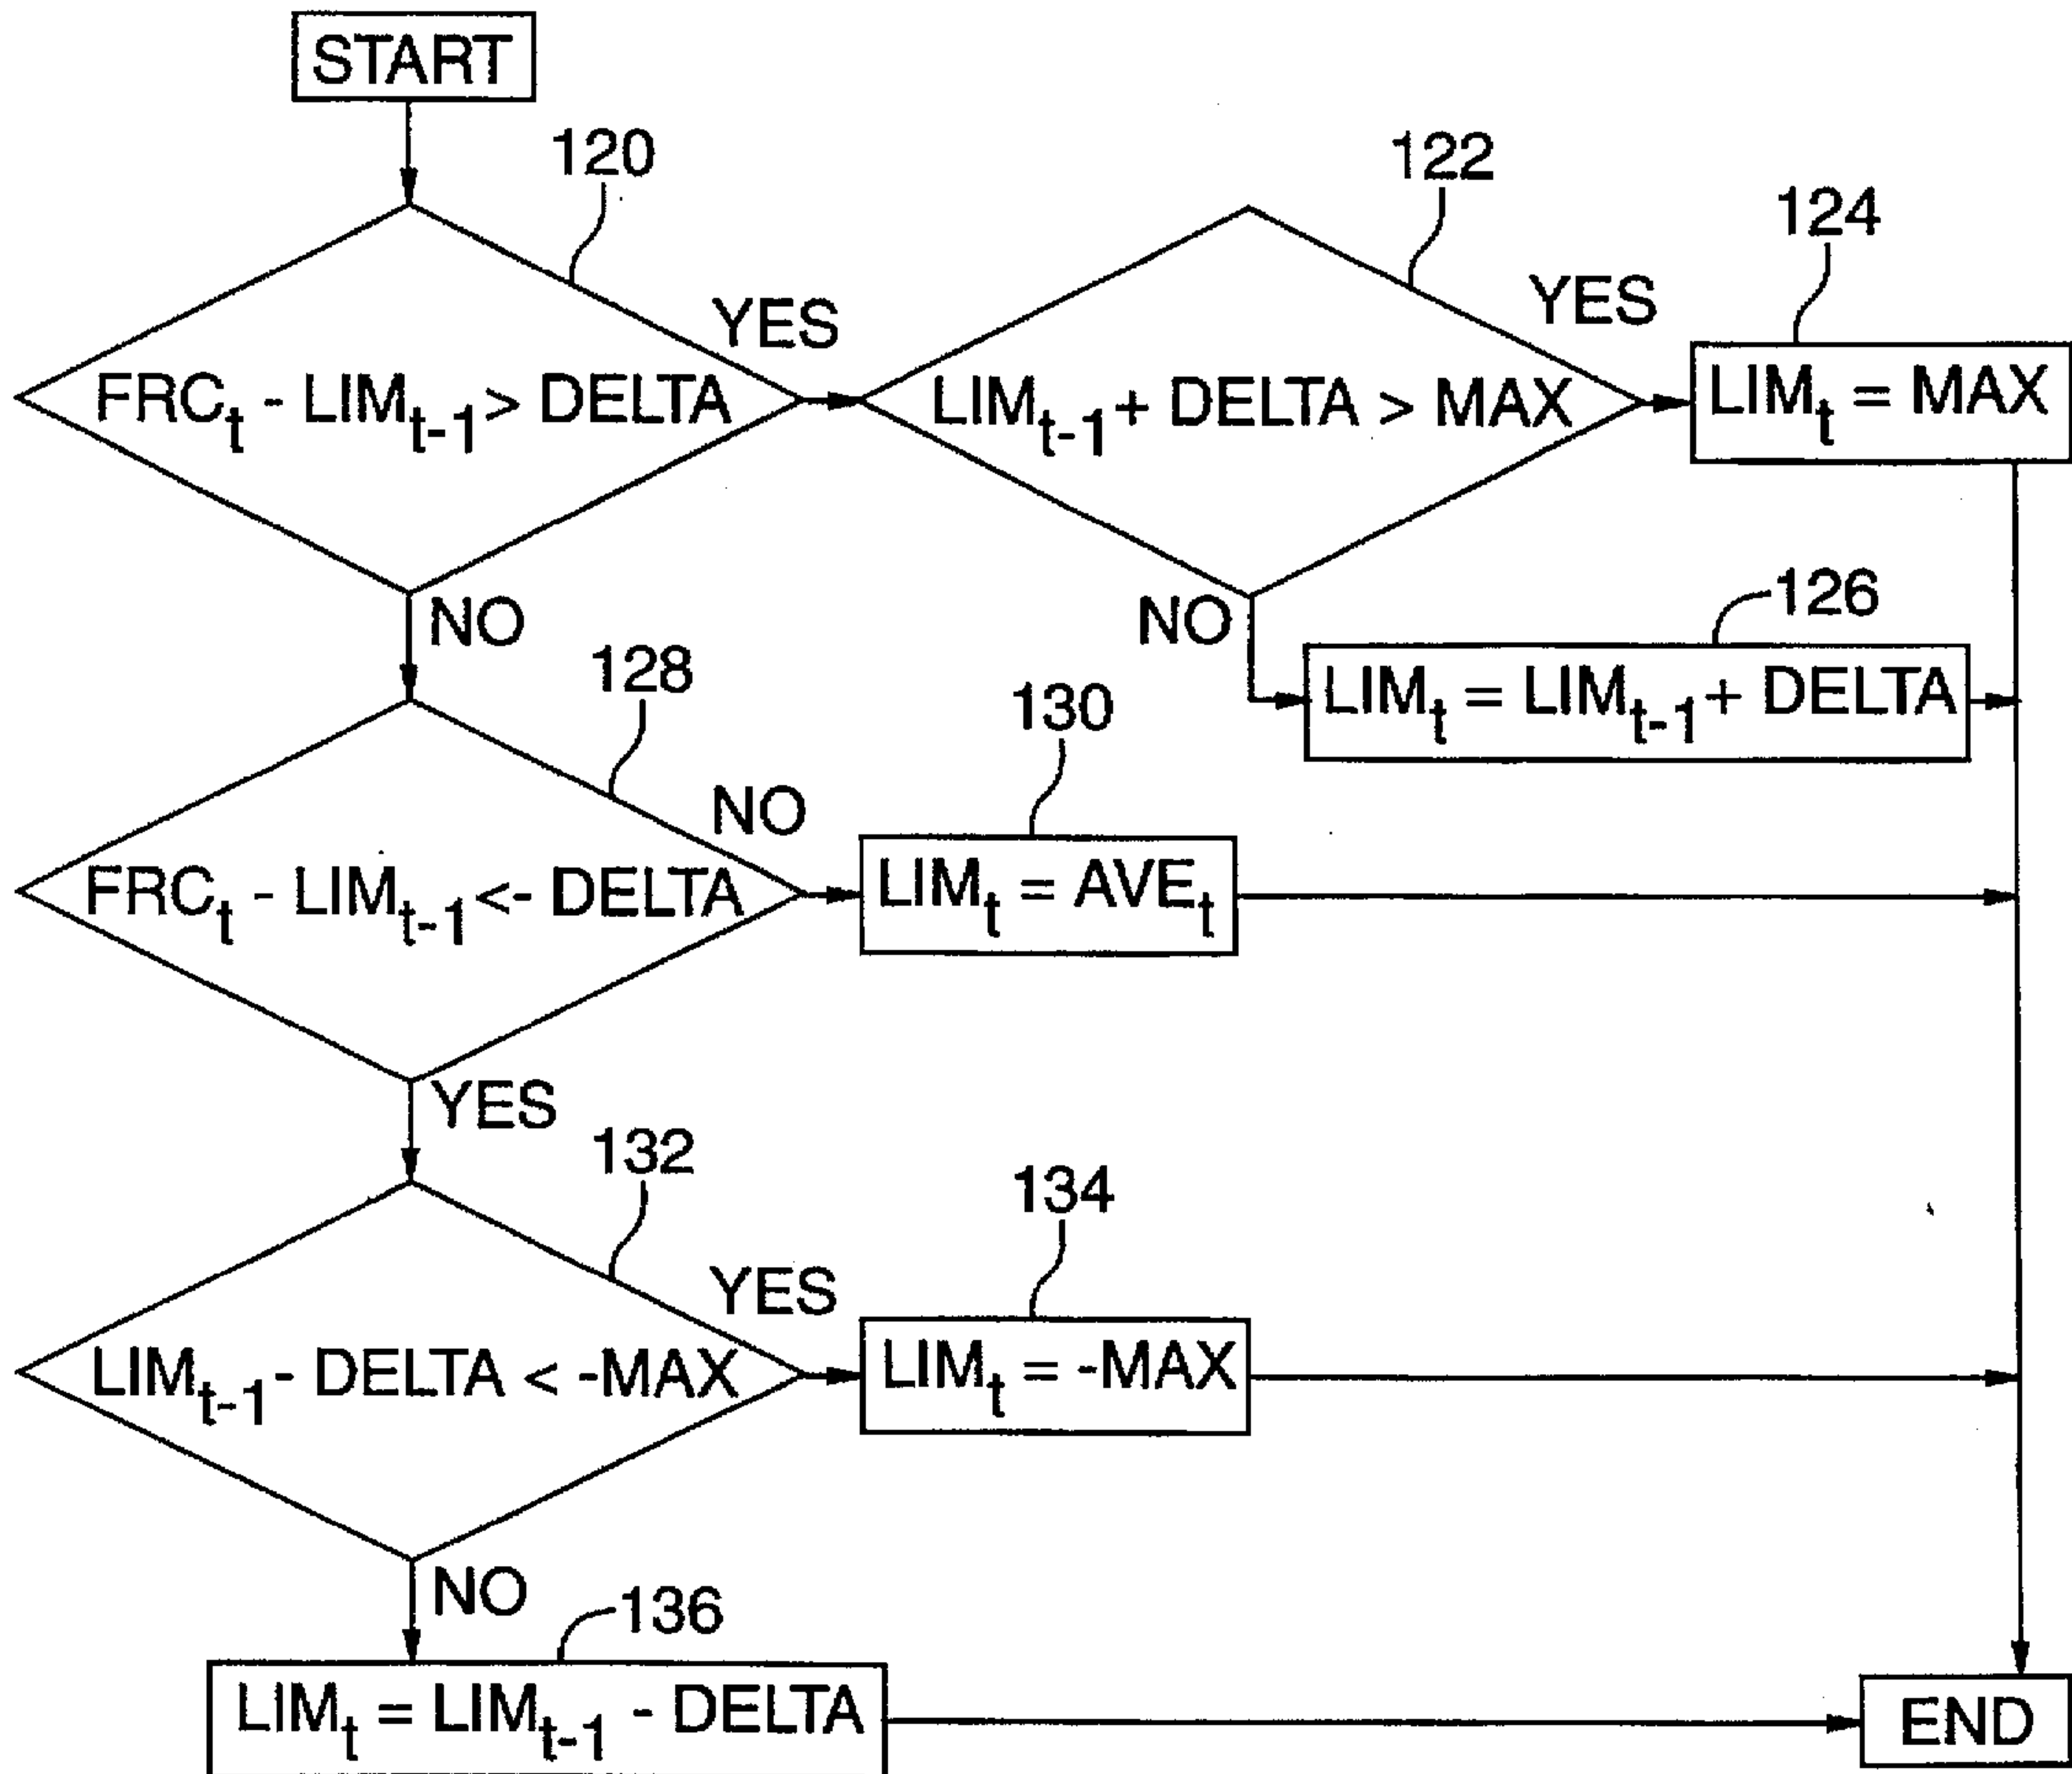 START
120
122
124
YES
YES
FRCt - LIMt-1> DELTA
LIMt-1+ DELTA > MAX
LIMt = MAX
NO
NO
126
LIMt = LIMt-1+ DELTA
128
130
NO
FRCt - LIMt-1<- DELTA
LIMt = AVEt
YES
132
134
YES
LIMt-1- DELTA < -MAX
LIMt = -MAX
NO
136
LIMt = LIMt-1 - DELTA
END